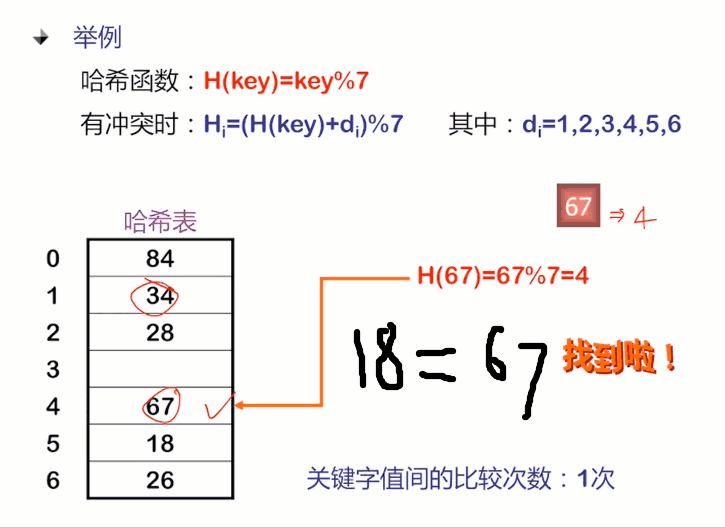 举例
哈希函数：H(key)=key%7
有冲突时：Hi=(H(key)+di)%7 其中：di=1,2,3,4,5,6
67 ⇒ 4
哈希表
0 84
H(67)=67%7=4
1 34
2 28
18=67 找到啦！
3
4 67 ✓
5 18
6 26
关键字值间的比较次数：1次